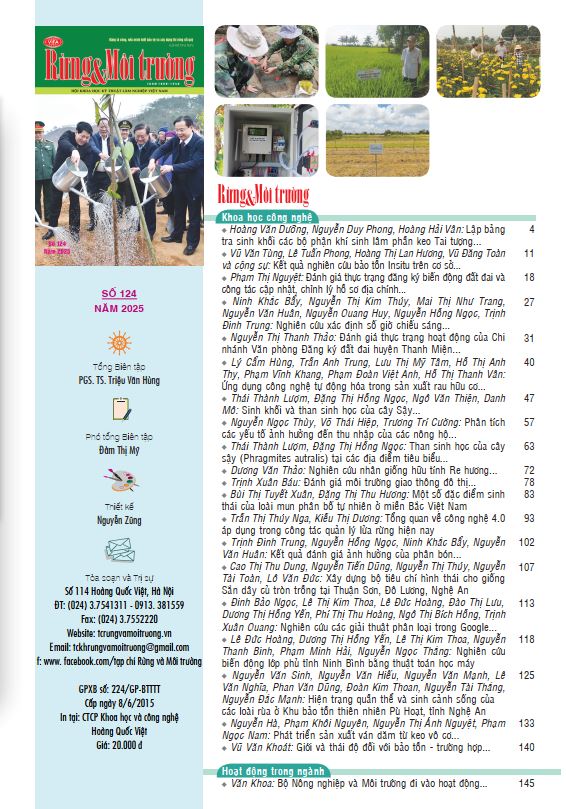 Rừng&Môi trường
HỘI KHOA HỌC KỸ THUẬT LÂM NGHIỆP VIỆT NAM
Số 124
Năm 2025
SỐ 124
NĂM 2025
Tổng Biên tập
PGS. TS. Triệu Văn Hùng
Phó tổng Biên tập
Đàm Thị Mỹ
Thiết kế
Nguyễn Zũng
Tòa soạn và Trị sự
Số 114 Hoàng Quốc Việt, Hà Nội
ĐT: (024) 3.7541311 - 0913. 381559
Fax: (024) 3.7552220
Website: tcrungvamoitruong.vn
Email: tckhrungvamoitruong@gmail.com
f: www. facebook.com/tạp chí Rừng và Môi trường
GPXB số: 224/GP-BTTTT
Cấp ngày 8/6/2015
In tại: CTCP Khoa học và công nghệ
Hoàng Quốc Việt
Giá: 20.000 đ
Rừng&Môi trường
Khoa học công nghệ
Hoàng Văn Dưỡng, Nguyễn Duy Phong, Hoàng Hải Vân: Lập bảng 4
tra sinh khối các bộ phận khí sinh lâm phần keo Tai tượng...
Vũ Văn Tùng, Lê Tuấn Phong, Hoàng Thị Lan Hương, Vũ Đăng Toàn 11
và cộng sự: Kết quả nghiên cứu bảo tồn Insitu trên cơ sở...
Phạm Thị Nguyệt: Đánh giá thực trạng đăng ký biến động đất đai và 18
công tác cập nhật, chỉnh lý hồ sơ địa chính...
Ninh Khắc Bẩy, Nguyễn Thị Kim Thúy, Mai Thị Như Trang, 27
Nguyễn Văn Huân, Nguyễn Ouang Huy, Nguyễn Hồng Ngọc, Trịnh
Đình Trung: Nghiên cứu xác định số giờ chiếu sáng...
Nguyễn Thị Thanh Thảo: Đánh giá thực trạng hoạt động của Chi 31
nhánh Văn phòng Đăng ký đất đai huyện Thanh Miện...
Lý Cẩm Hùng, Trần Anh Trung, Lưu Thị Mỹ Tâm, Hồ Thị Anh 40
Thy, Phạm Vĩnh Khang, Phạm Đoàn Việt Anh, Hồ Thị Thanh Vân:
Ứng dụng công nghệ tự động hóa trong sản xuất rau hữu cơ...
Thái Thành Lượm, Đặng Thị Hồng Ngọc, Ngô Văn Thiện, Danh 47
Mô: Sinh khối và than sinh học của cây Sậy...
Nguyễn Ngọc Thùy, Võ Thái Hiệp, Trương Trí Cường: Phân tích 57
các yếu tố ảnh hưởng đến thu nhập của các nông hộ...
Thái Thành Lượm, Đặng Thị Hồng Ngọc: Than sinh học của cây 63
sậy (Phragmites autralis) tại các địa điểm tiêu biểu...
Dương Văn Thảo: Nghiên cứu nhân giống hữu tính Re hương... 72
Trịnh Xuân Báu: Đánh giá môi trường giao thông đô thị... 78
Bùi Thị Tuyết Xuân, Đặng Thị Thu Hương: Một số đặc điểm sinh 83
thái của loài mun phân bố tự nhiên ở miền Bắc Việt Nam
Trần Thị Thúy Nga, Kiều Thị Dương: Tổng quan về công nghệ 4.0 93
áp dụng trong công tác quản lý lửa rừng hiện nay
Trịnh Đình Trung, Nguyễn Hồng Ngọc, Ninh Khắc Bẩy, Nguyễn 102
Văn Huân: Kết quả đánh giá ảnh hưởng của phân bón...
Cao Thị Thu Dung, Nguyễn Tiến Dũng, Nguyễn Thị Thúy, Nguyễn 107
Tài Toàn, Lô Văn Đức: Xây dựng bộ tiêu chí hình thái cho giống
Sắn dây củ tròn trồng tại Thuận Sơn, Đô Lương, Nghệ An
Đinh Bảo Ngọc, Lê Thị Kim Thoa, Lê Đức Hoàng, Đào Thị Lưu, 113
Dương Thị Hồng Yến, Phí Thị Thu Hoàng, Ngô Thị Bích Hồng, Trịnh
Xuân Quang: Nghiên cứu các giải thuật phân loại trong Google...
Lê Đức Hoàng, Dương Thị Hồng Yến, Lê Thị Kim Thoa, Nguyễn 118
Thanh Bình, Phạm Minh Hải, Nguyễn Ngọc Thắng: Nghiên cứu
biến động lớp phủ tỉnh Ninh Bình bằng thuật toán học máy
Nguyễn Văn Sinh, Nguyễn Văn Hiếu, Nguyễn Văn Mạnh, Lê 125
Văn Nghĩa, Phan Văn Dũng, Đoàn Kim Thoan, Nguyễn Tài Thắng,
Nguyễn Đắc Mạnh: Hiện trạng quần thể và sinh cảnh sống của
các loài rùa ở Khu bảo tồn thiên nhiên Pù Hoạt, tỉnh Nghệ An
Nguyễn Hà, Phạm Khôi Nguyên, Nguyễn Thị Ánh Nguyệt, Phạm 133
Ngọc Nam: Phát triển sản xuất ván dăm từ keo vô cơ...
Vũ Văn Khoát: Giới và thái độ đối với bảo tồn - trường hợp... 140
Hoạt động trong ngành
Văn Khoa: Bộ Nông nghiệp và Môi trường đi vào hoạt động... 145